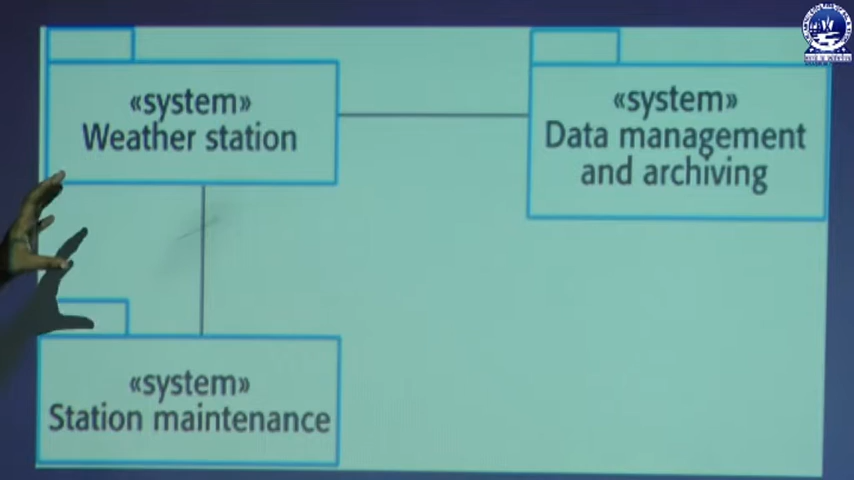 «system»
Weather station
«system»
Data management
and archiving
«system»
Station maintenance